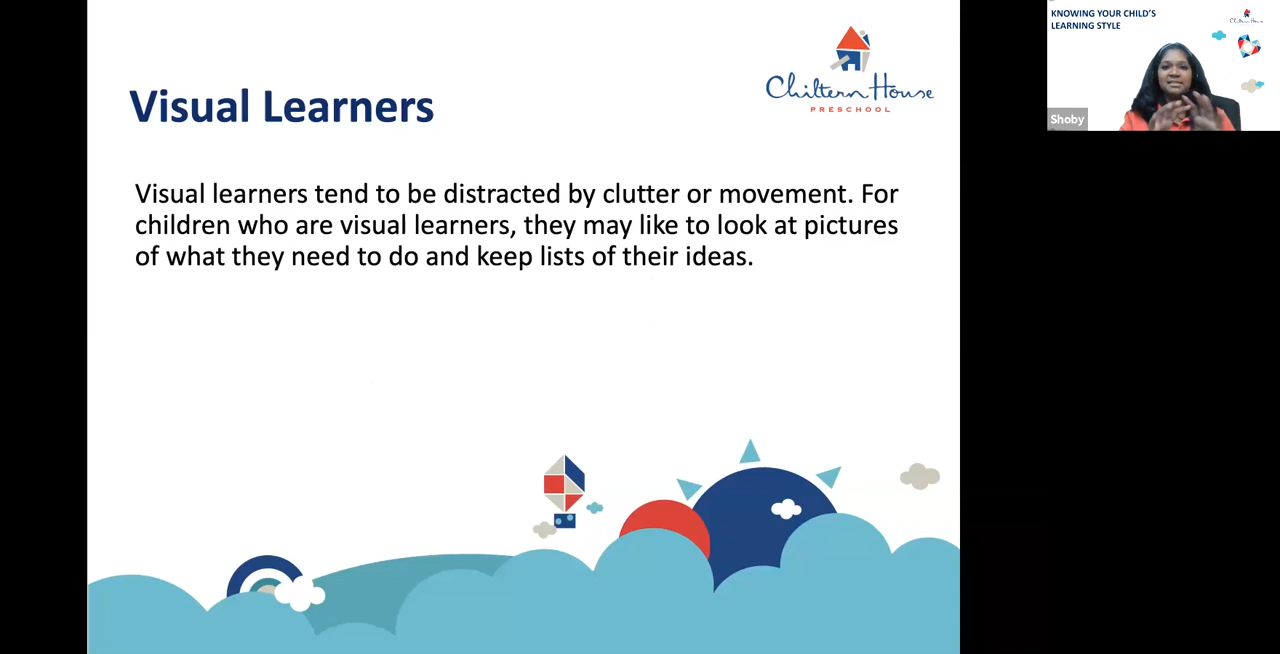 Visual Learners
Chiltern House
PRESCHOOL
Visual learners tend to be distracted by clutter or movement. For
children who are visual learners, they may like to look at pictures
of what they need to do and keep lists of their ideas.
KNOWING YOUR CHILD'S
LEARNING STYLE
Chiltern House
Shoby